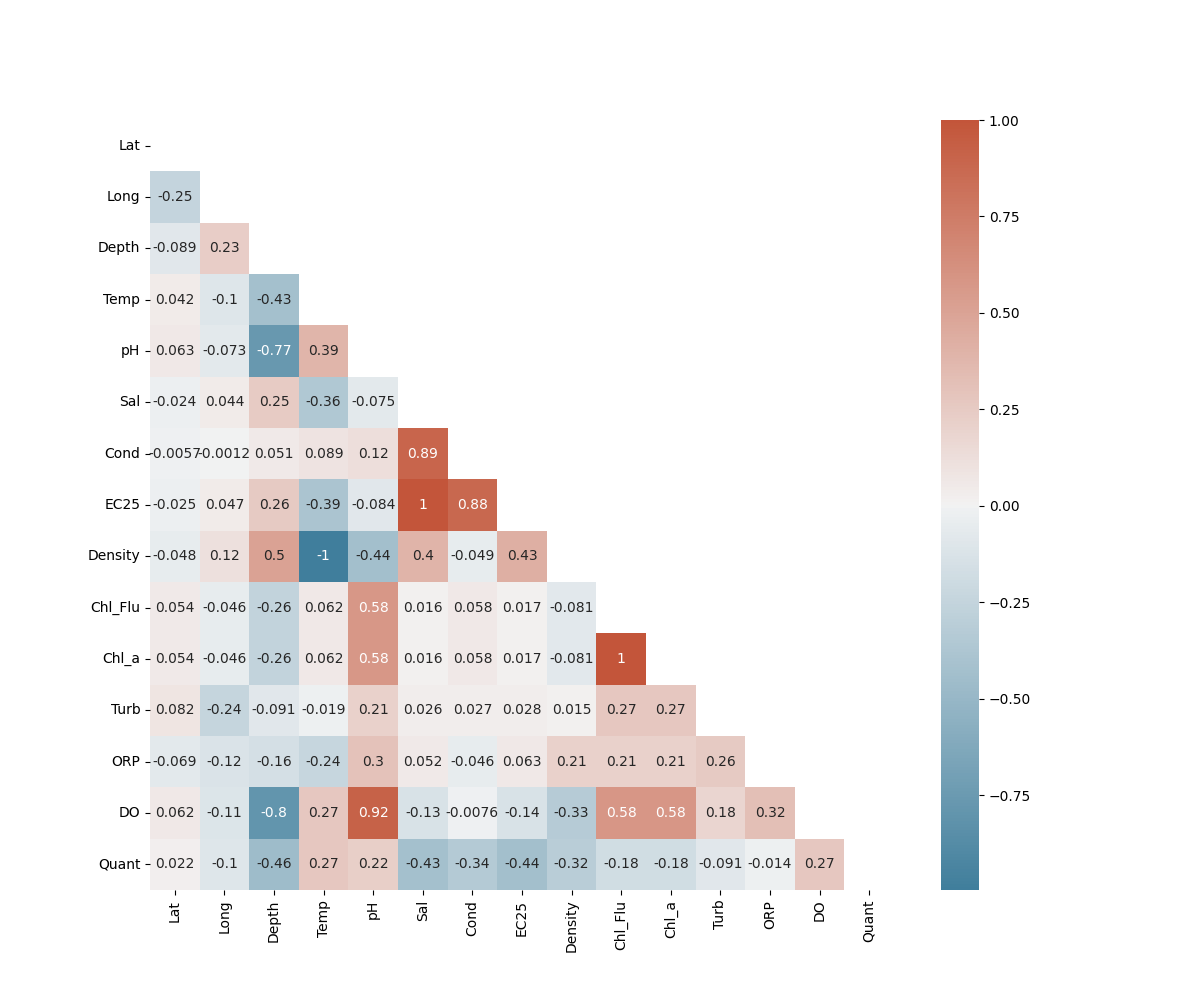 Lat
Long -0.25
Depth -0.089 0.23
Temp 0.042 -0.1 -0.43
pH 0.063 -0.073 -0.77 0.39
Sal -0.024 0.044 0.25 -0.36 -0.075
Cond -0.0057 -0.0012 0.051 0.089 0.12 0.89
EC25 -0.025 0.047 0.26 -0.39 -0.084 1 0.88
Density -0.048 0.12 0.5 -1 -0.44 0.4 -0.049 0.43
Chl_Flu 0.054 -0.046 -0.26 0.062 0.58 0.016 0.058 0.017 -0.081
Chl_a 0.054 -0.046 -0.26 0.062 0.58 0.016 0.058 0.017 -0.081 1
Turb 0.082 -0.24 -0.091 -0.019 0.21 0.026 0.027 0.028 0.015 0.27 0.27
ORP -0.069 -0.12 -0.16 -0.24 0.3 0.052 -0.046 0.063 0.21 0.21 0.21 0.26
DO 0.062 -0.11 -0.8 0.27 0.92 -0.13 -0.0076 -0.14 -0.33 0.58 0.58 0.18 0.32
Quant 0.022 -0.1 -0.46 0.27 0.22 -0.43 -0.34 -0.44 -0.32 -0.18 -0.18 -0.091 -0.014 0.27
Lat Long Depth Temp pH Sal Cond EC25 Density Chl_Flu Chl_a Turb ORP DO Quant
1.00
0.75
0.50
0.25
0.00
−0.25
−0.50
−0.75